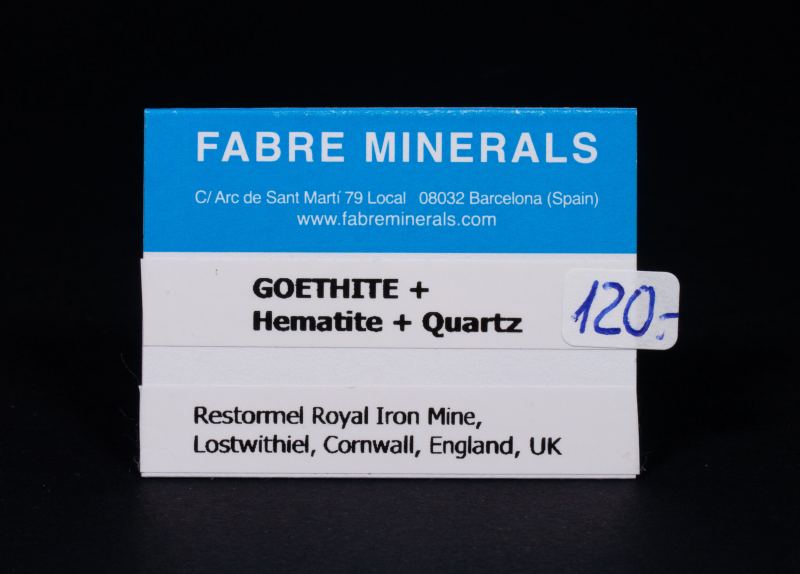 FABRE MINERALS
C/ Arc de Sant Martí 79 Local 08032 Barcelona (Spain)
www.fabreminerals.com
GOETHITE +
Hematite + Quartz
120.-
Restormel Royal Iron Mine,
Lostwithiel, Cornwall, England, UK